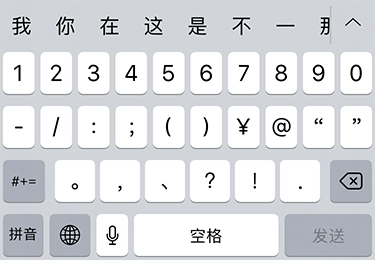 我 你 在 这 是 不 一
1 2 3 4 5 6 7 8 9 0
- / : ; ( ) ¥ @ “ ”
#+= 。 , 、 ? ! .
拼音 空格 发送